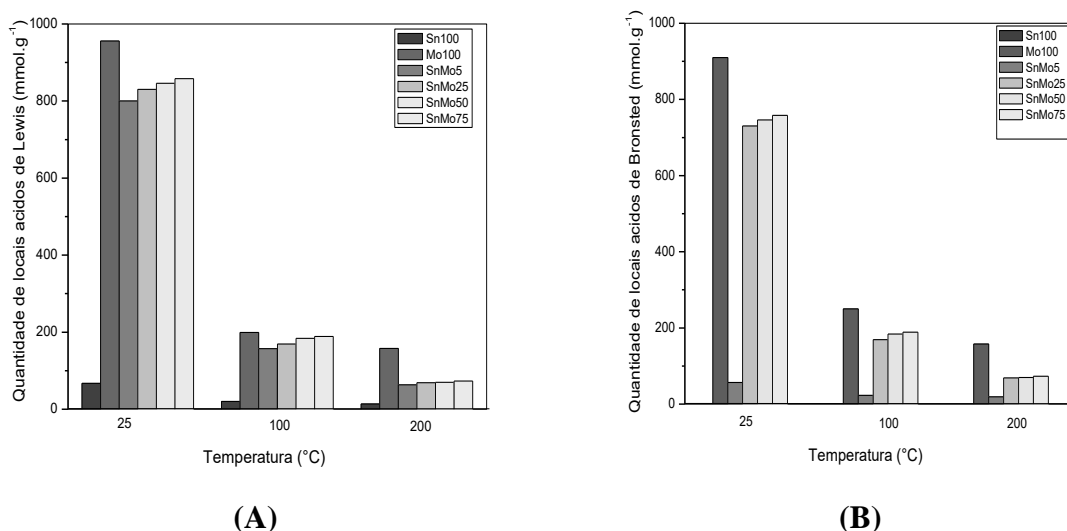 Quantidade de locais acidos de Lewis (mmol.g⁻¹)
1000
800
600
400
200
0
25
100
200
Temperatura (°C)
Sn100
Mo100
SnMo5
SnMo25
SnMo50
SnMo75
(A)
Quantidade de locais acidos de Bronsted (mmol.g⁻¹)
1000
800
600
400
200
0
25
100
200
Temperatura (°C)
Sn100
Mo100
SnMo5
SnMo25
SnMo50
SnMo75
(B)